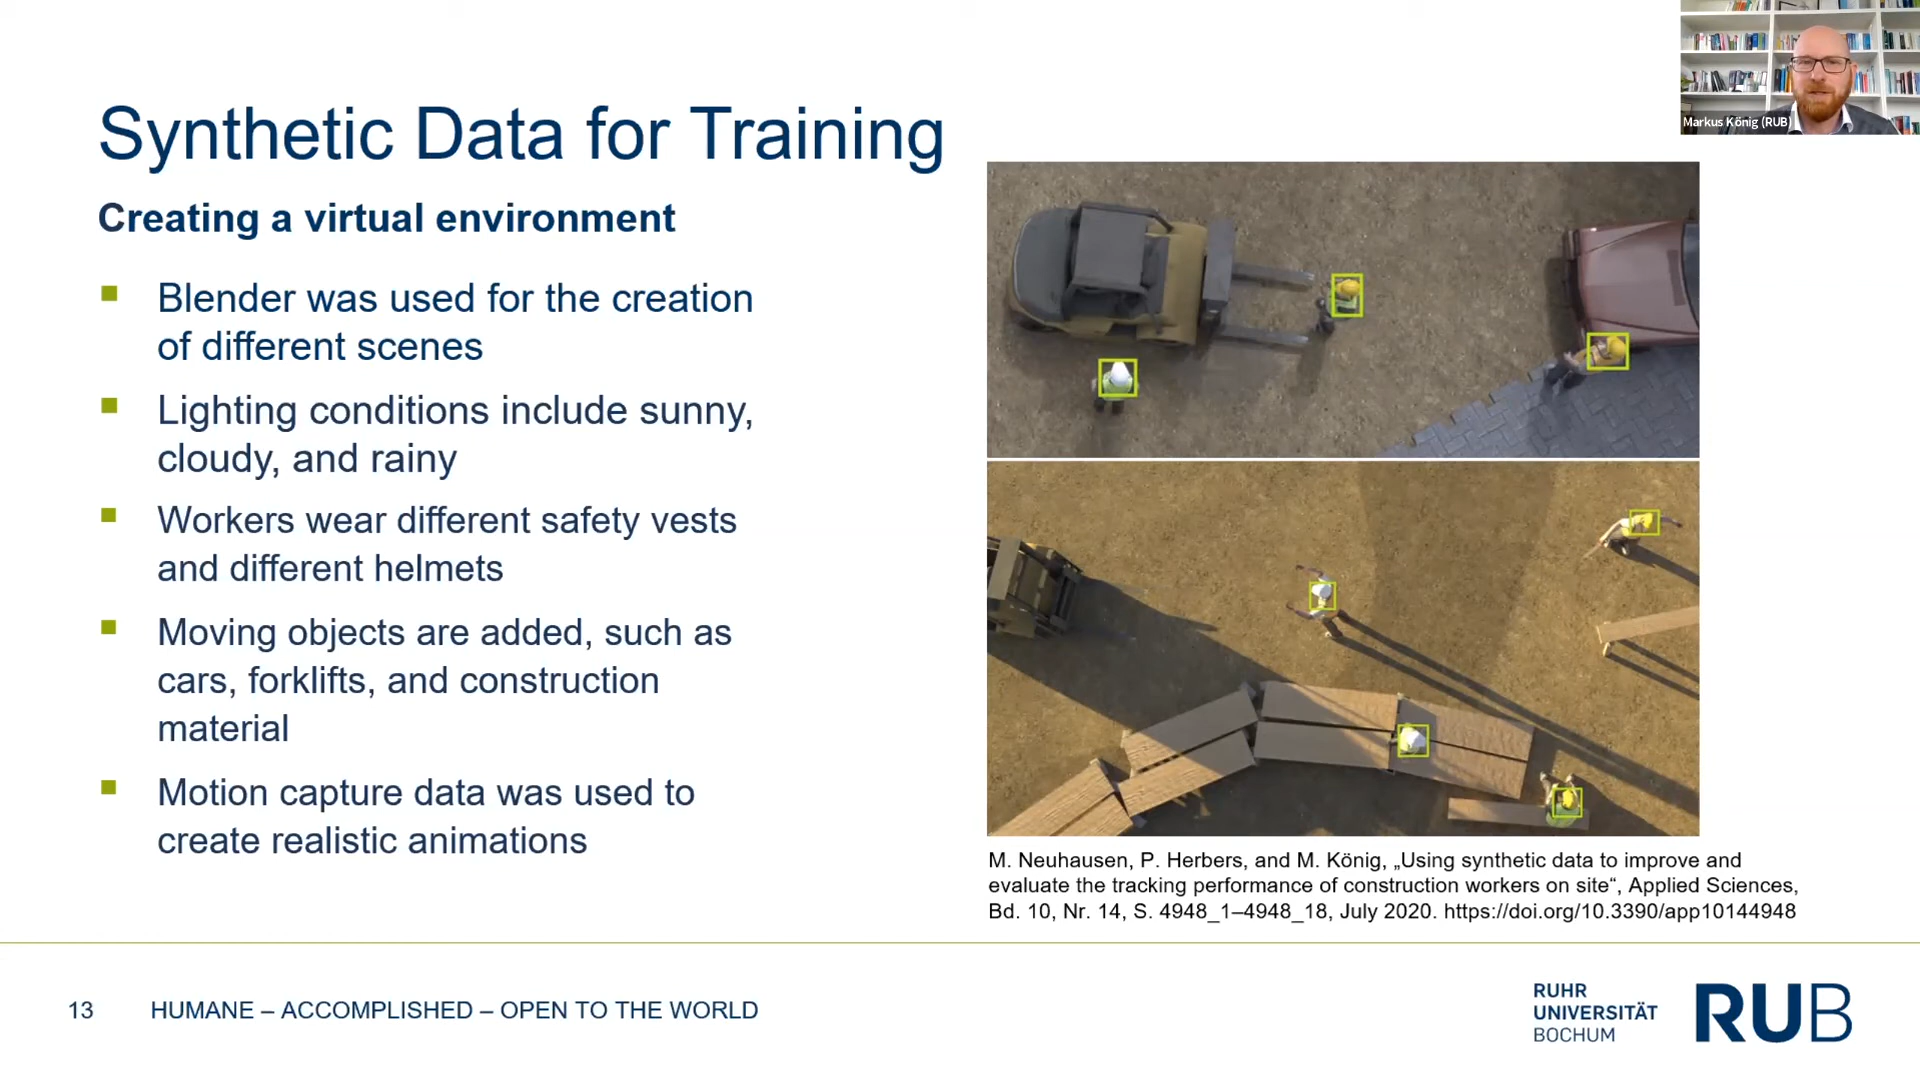 Markus König (RUB)
Synthetic Data for Training
Creating a virtual environment
Blender was used for the creation
of different scenes
Lighting conditions include sunny,
cloudy, and rainy
Workers wear different safety vests
and different helmets
Moving objects are added, such as
cars, forklifts, and construction
material
Motion capture data was used to
create realistic animations
M. Neuhausen, P. Herbers, and M. König, „Using synthetic data to improve and
evaluate the tracking performance of construction workers on site“, Applied Sciences,
Bd. 10, Nr. 14, S. 4948_1–4948_18, July 2020. https://doi.org/10.3390/app10144948
13
HUMANE – ACCOMPLISHED – OPEN TO THE WORLD
RUHR
UNIVERSITÄT
BOCHUM
RUB